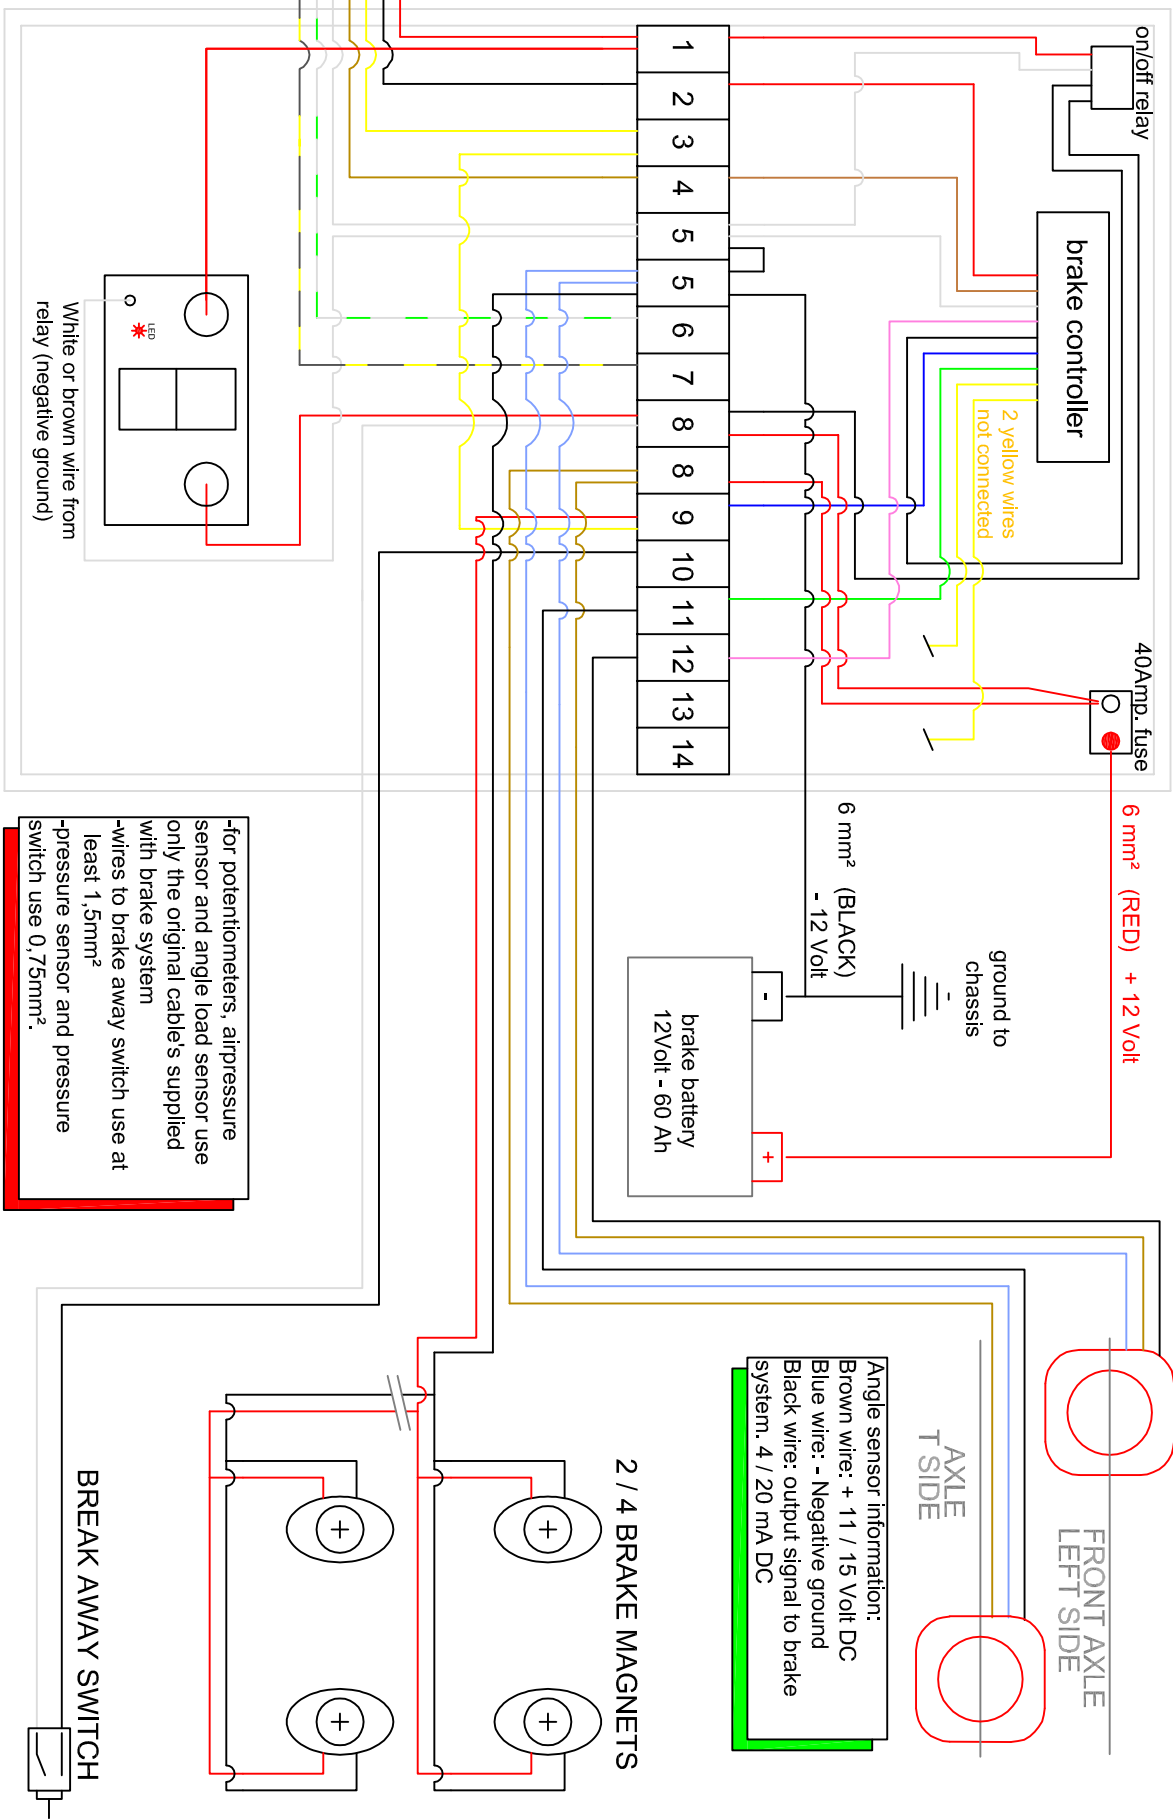 on/off relay
brake controller
2 yellow wires
not connected
40Amp. fuse
1
2
3
4
5
5
6
7
8
8
9
10
11
12
13
14
LED
White or brown wire from
relay (negative ground)
6 mm² (RED) + 12 Volt
ground to
chassis
-
6 mm² (BLACK)
- 12 Volt
-
+
brake battery
12Volt - 60 Ah
-for potentiometers, airpressure
sensor and angle load sensor use
only the original cable's supplied
with brake system
-wires to brake away switch use at
least 1,5mm²
-pressure sensor and pressure
switch use 0,75mm².
FRONT AXLE
LEFT SIDE
AXLE
T SIDE
Angle sensor information:
Brown wire: + 11 / 15 Volt DC
Blue wire: - Negative ground
Black wire: output signal to brake
system. 4 / 20 mA DC
2 / 4 BRAKE MAGNETS
+
+
+
+
BREAK AWAY SWITCH